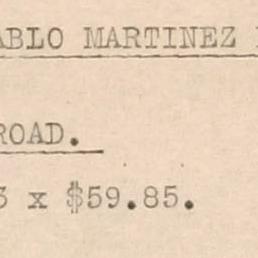 ABLO MARTINEZ
ROAD.
3 x $59.85.